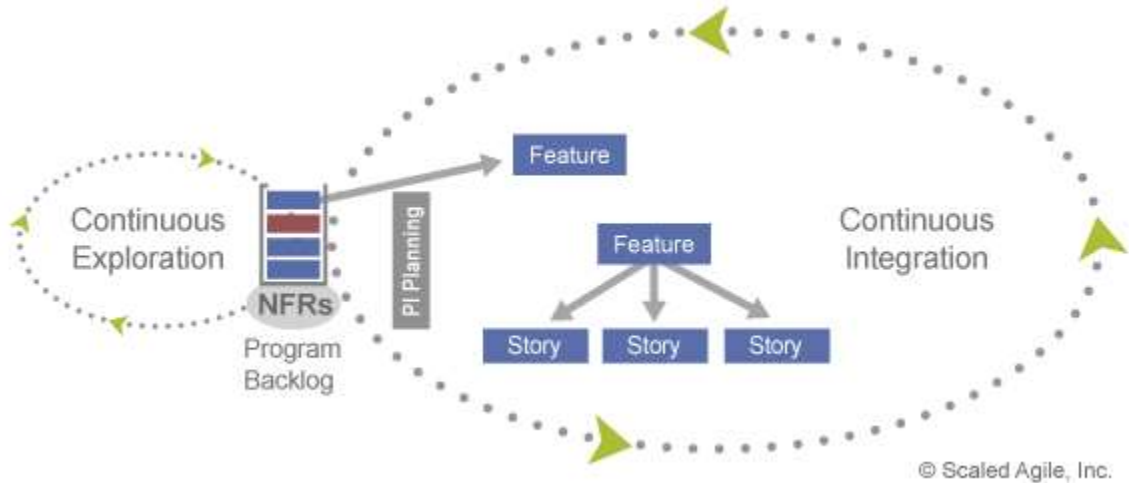 Feature
Continuous
Exploration
PI Planning
Feature
Continuous
Integration
NFRs
Program
Backlog
Story
Story
Story
© Scaled Agile, Inc.